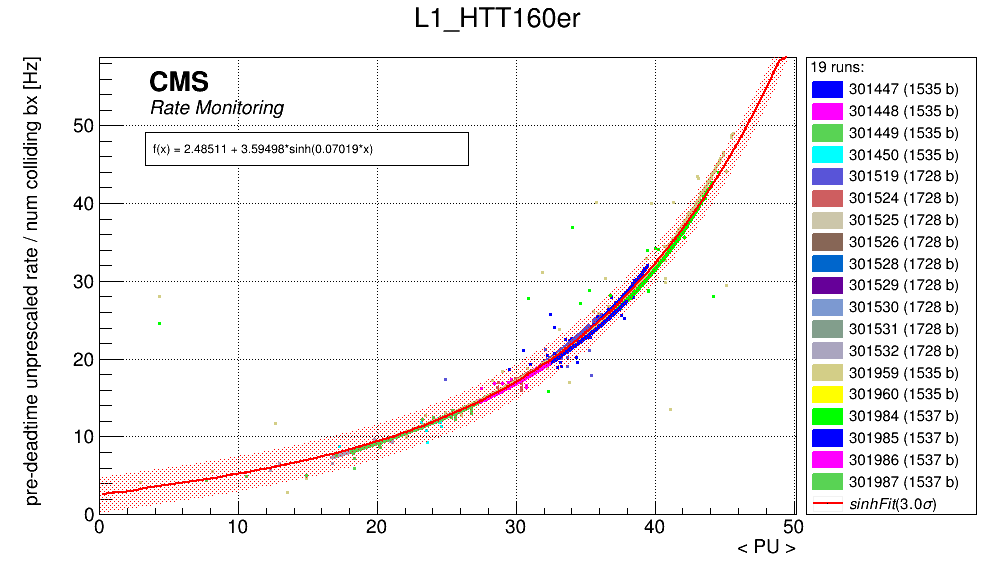 L1_HTT160er
pre-deadtime unprescaled rate / num colliding bx [Hz]
CMS
Rate Monitoring
f(x) = 2.48511 + 3.59498*sinh(0.07019*x)
50
40
30
20
10
0
0 10 20 30 40 50
< PU >
19 runs:
301447 (1535 b)
301448 (1535 b)
301449 (1535 b)
301450 (1535 b)
301519 (1728 b)
301524 (1728 b)
301525 (1728 b)
301526 (1728 b)
301528 (1728 b)
301529 (1728 b)
301530 (1728 b)
301531 (1728 b)
301532 (1728 b)
301959 (1535 b)
301960 (1535 b)
301984 (1537 b)
301985 (1537 b)
301986 (1537 b)
301987 (1537 b)
sinhFit(3.0σ)